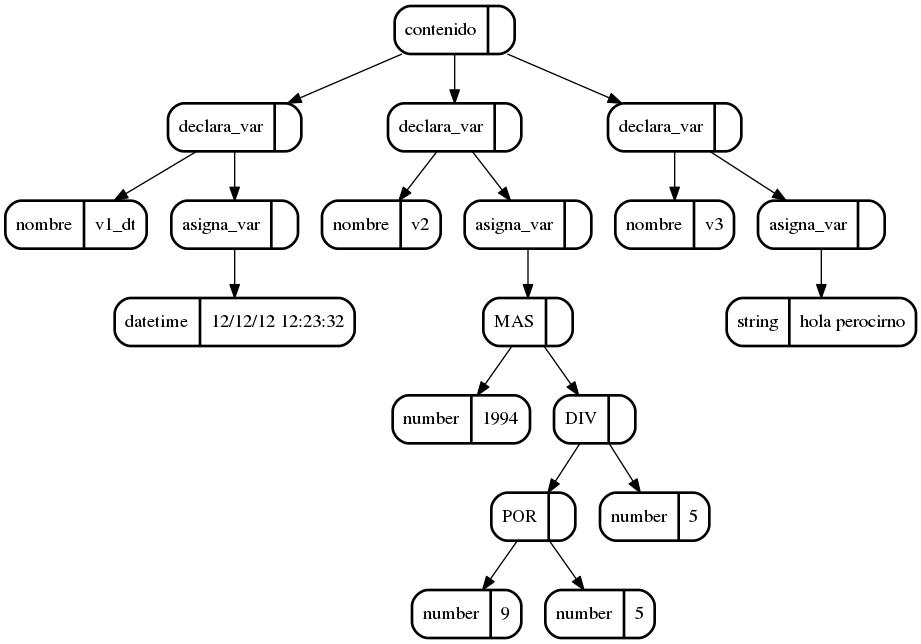 contenido
declara_var
declara_var
declara_var
nombre v1_dt
asigna_var
nombre v2
asigna_var
nombre v3
asigna_var
datetime 12/12/12 12:23:32
MAS
string hola perocirno
number 1994
DIV
POR
number 5
number 9
number 5